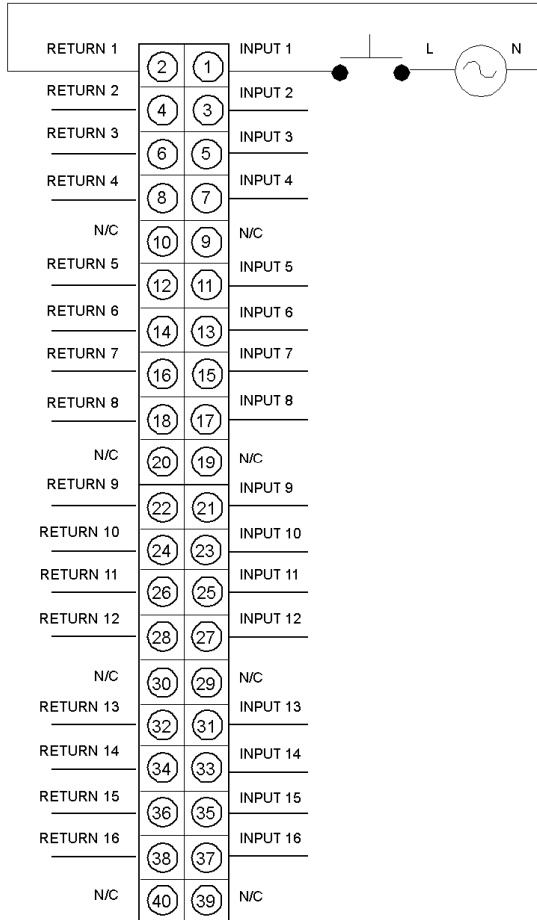 RETURN 1 2 1 INPUT 1 L N
RETURN 2 4 3 INPUT 2
RETURN 3 6 5 INPUT 3
RETURN 4 8 7 INPUT 4
N/C 10 9 N/C
RETURN 5 12 11 INPUT 5
RETURN 6 14 13 INPUT 6
RETURN 7 16 15 INPUT 7
RETURN 8 18 17 INPUT 8
N/C 20 19 N/C
RETURN 9 22 21 INPUT 9
RETURN 10 24 23 INPUT 10
RETURN 11 26 25 INPUT 11
RETURN 12 28 27 INPUT 12
N/C 30 29 N/C
RETURN 13 32 31 INPUT 13
RETURN 14 34 33 INPUT 14
RETURN 15 36 35 INPUT 15
RETURN 16 38 37 INPUT 16
N/C 40 39 N/C